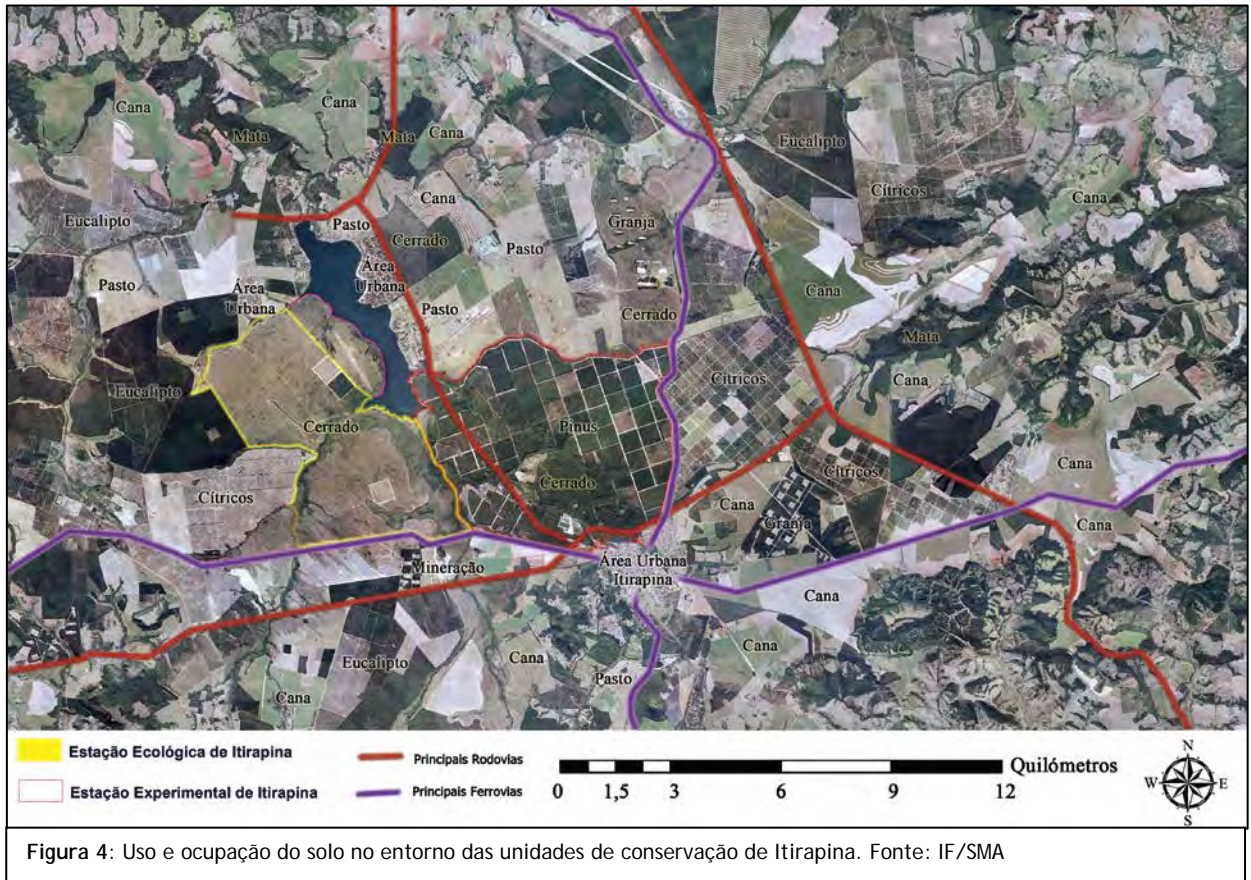 Cana
Mata
Mata
Cana
Eucalipto
Cítricos
Cana
Cana
Eucalipto
Pasto
Cerrado
Pasto
Granja
Área
Urbana
Área
Urbana
Pasto
Pasto
Cerrado
Cana
Cana
Mata
Eucalipto
Cerrado
Cítricos
Cana
Pinus
Cerrado
Cítricos
Cítricos
Cana
Cana
Granja
Cana
Mineração
Área Urbana
Itirapina
Cana
Eucalipto
Cana
Cana
Pasto
Cana
Estação Ecológica de Itirapina
Estação Experimental de Itirapina
Principais Rodovias
Principais Ferrovias
Quilómetros
0 1,5 3 6 9 12
N
W E
S
Figura 4: Uso e ocupação do solo no entorno das unidades de conservação de Itirapina. Fonte: IF/SMA